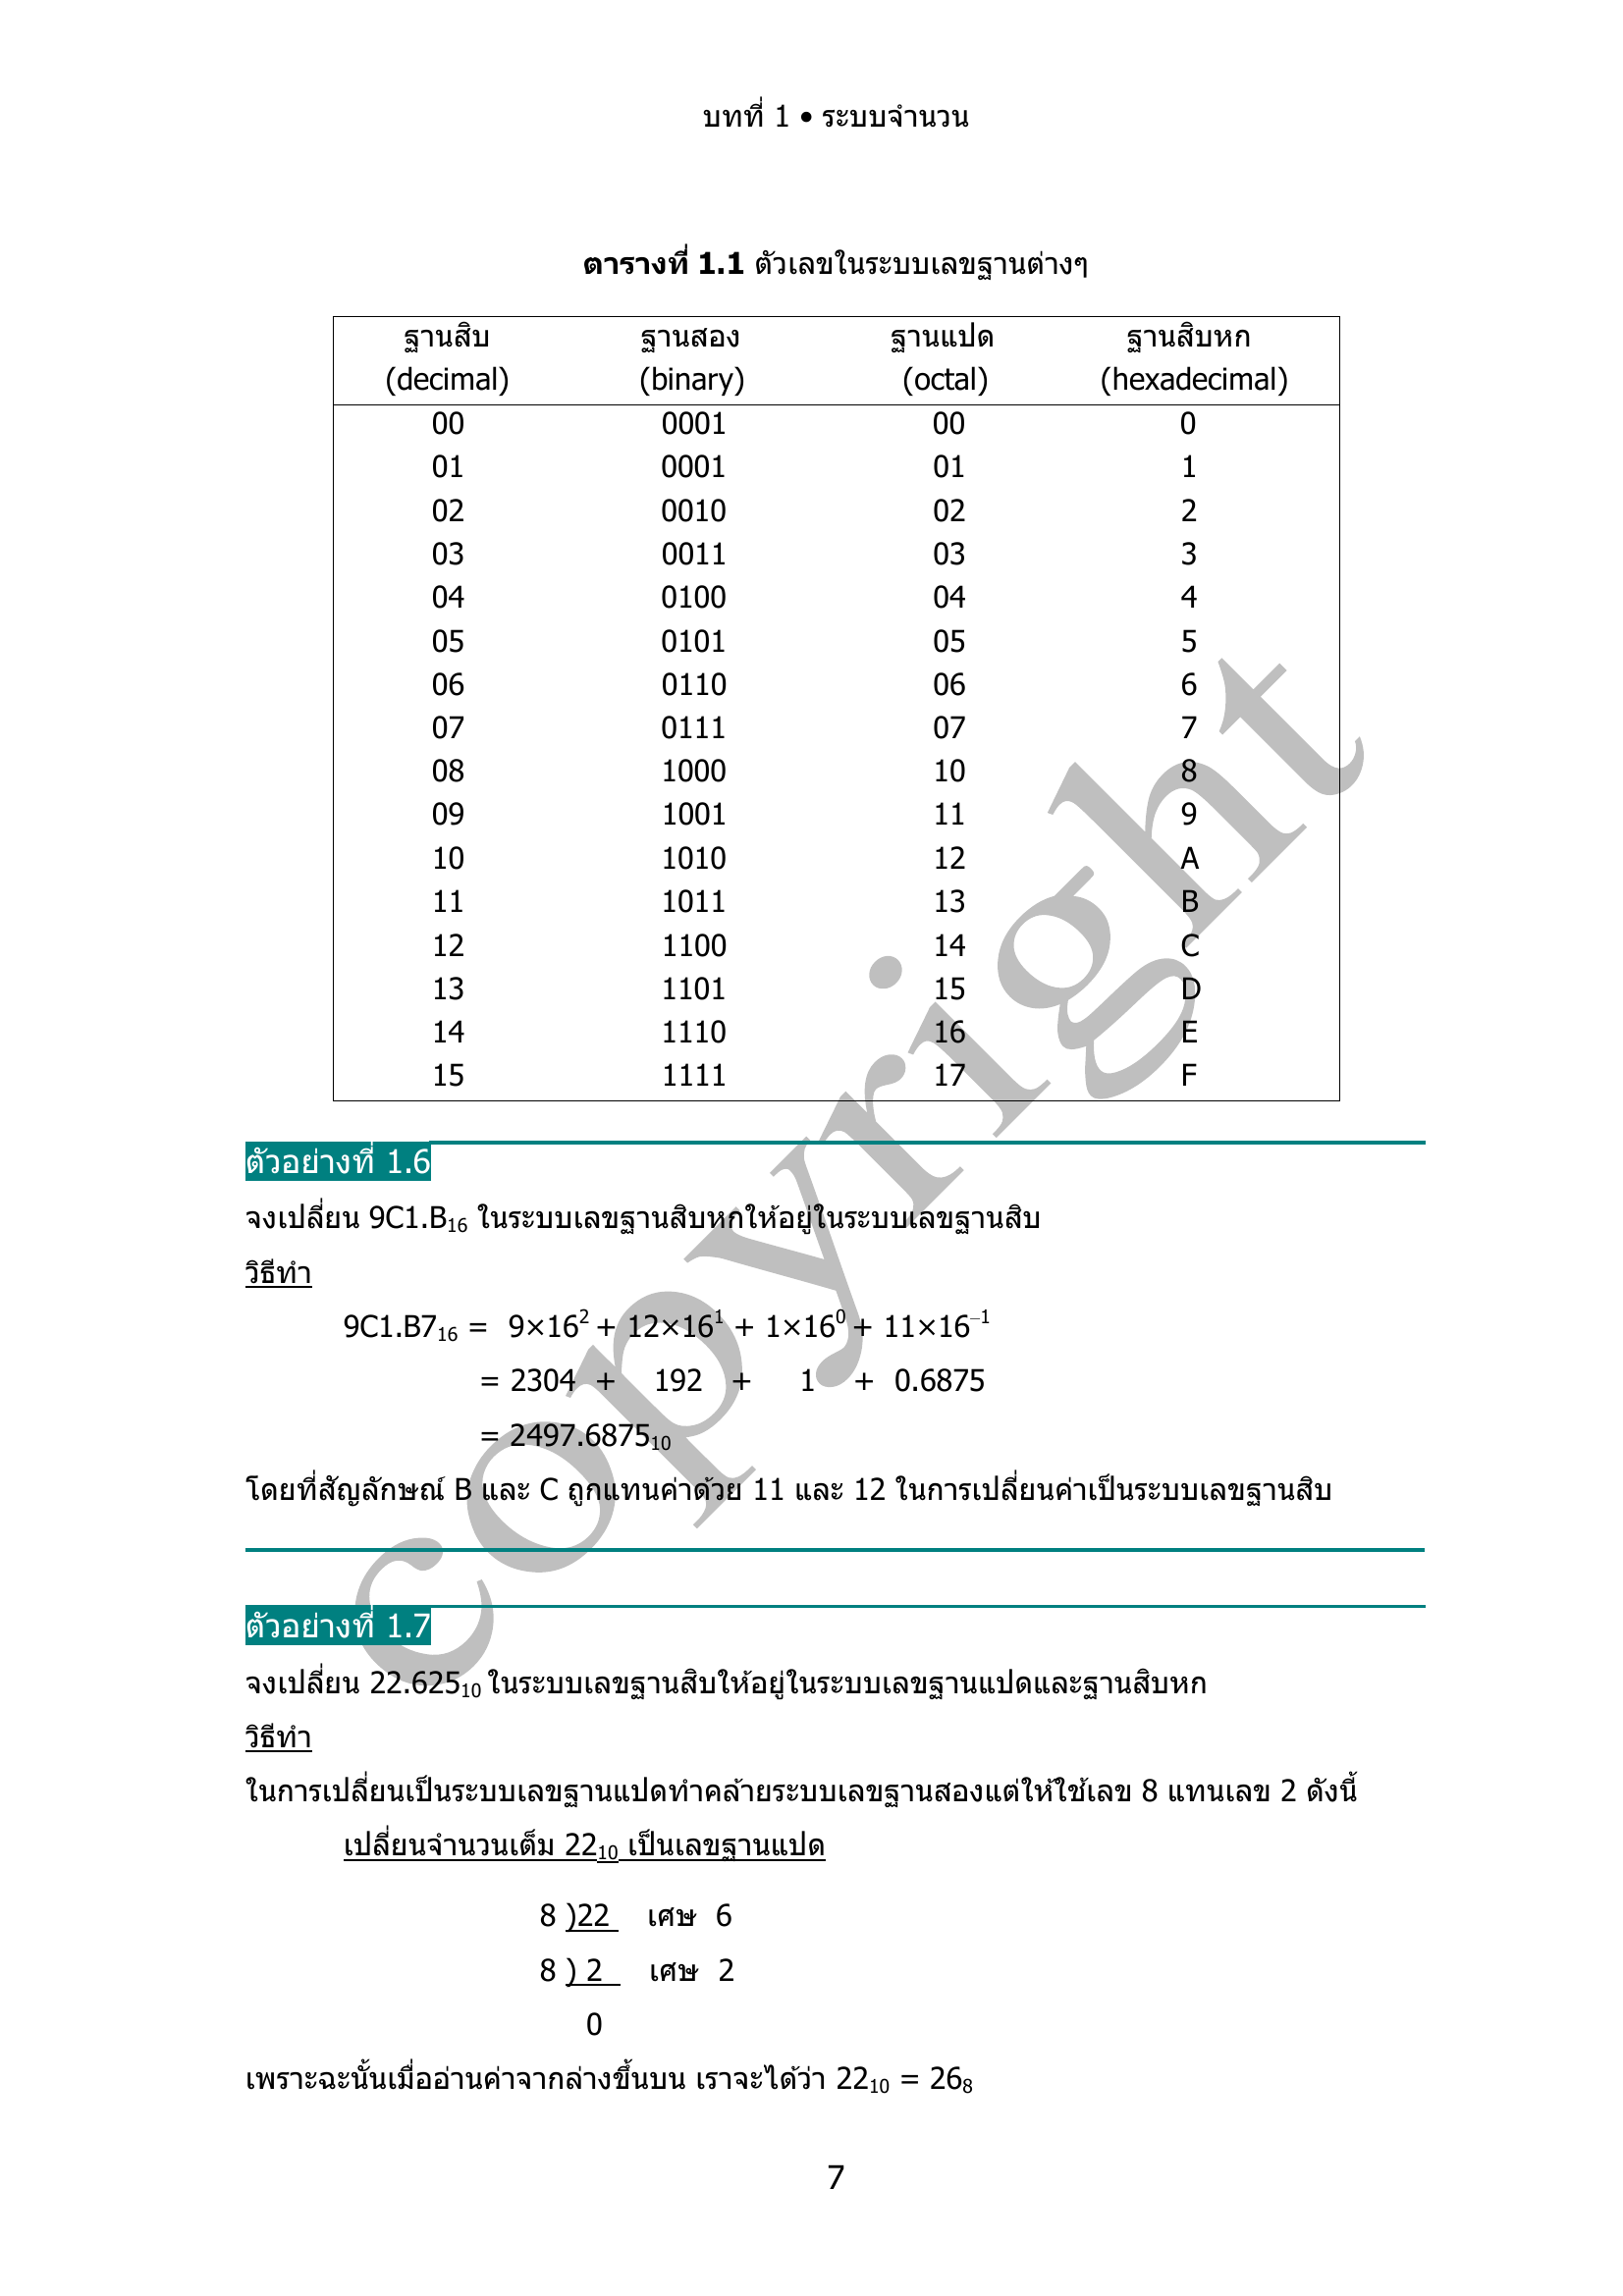 บทที่ 1 • ระบบจำนวน
ตารางที่ 1.1 ตัวเลขในระบบเลขฐานต่างๆ
ฐานสิบ ฐานสอง ฐานแปด ฐานสิบหก
(decimal) (binary) (octal) (hexadecimal)
00 0001 00 0
01 0001 01 1
02 0010 02 2
03 0011 03 3
04 0100 04 4
05 0101 05 5
06 0110 06 6
07 0111 07 7
08 1000 10 8
09 1001 11 9
10 1010 12 A
11 1011 13 B
12 1100 14 C
13 1101 15 D
14 1110 16 E
15 1111 17 F
copyright
ตัวอย่างที่ 1.6
จงเปลี่ยน 9C1.B₁₆ ในระบบเลขฐานสิบหกให้อยู่ในระบบเลขฐานสิบ
วิธีทำ
9C1.B7₁₆ = 9×16² + 12×16¹ + 1×16⁰ + 11×16⁻¹
= 2304 + 192 + 1 + 0.6875
= 2497.6875₁₀
โดยที่สัญลักษณ์ B และ C ถูกแทนค่าด้วย 11 และ 12 ในการเปลี่ยนค่าเป็นระบบเลขฐานสิบ
ตัวอย่างที่ 1.7
จงเปลี่ยน 22.625₁₀ ในระบบเลขฐานสิบให้อยู่ในระบบเลขฐานแปดและฐานสิบหก
วิธีทำ
ในการเปลี่ยนเป็นระบบเลขฐานแปดทำคล้ายระบบเลขฐานสองแต่ให้ใช้เลข 8 แทนเลข 2 ดังนี้
เปลี่ยนจำนวนเต็ม 22₁₀ เป็นเลขฐานแปด
8 )22 เศษ 6
8 ) 2 เศษ 2
0
เพราะฉะนั้นเมื่ออ่านค่าจากล่างขึ้นบน เราจะได้ว่า 22₁₀ = 26₈
7